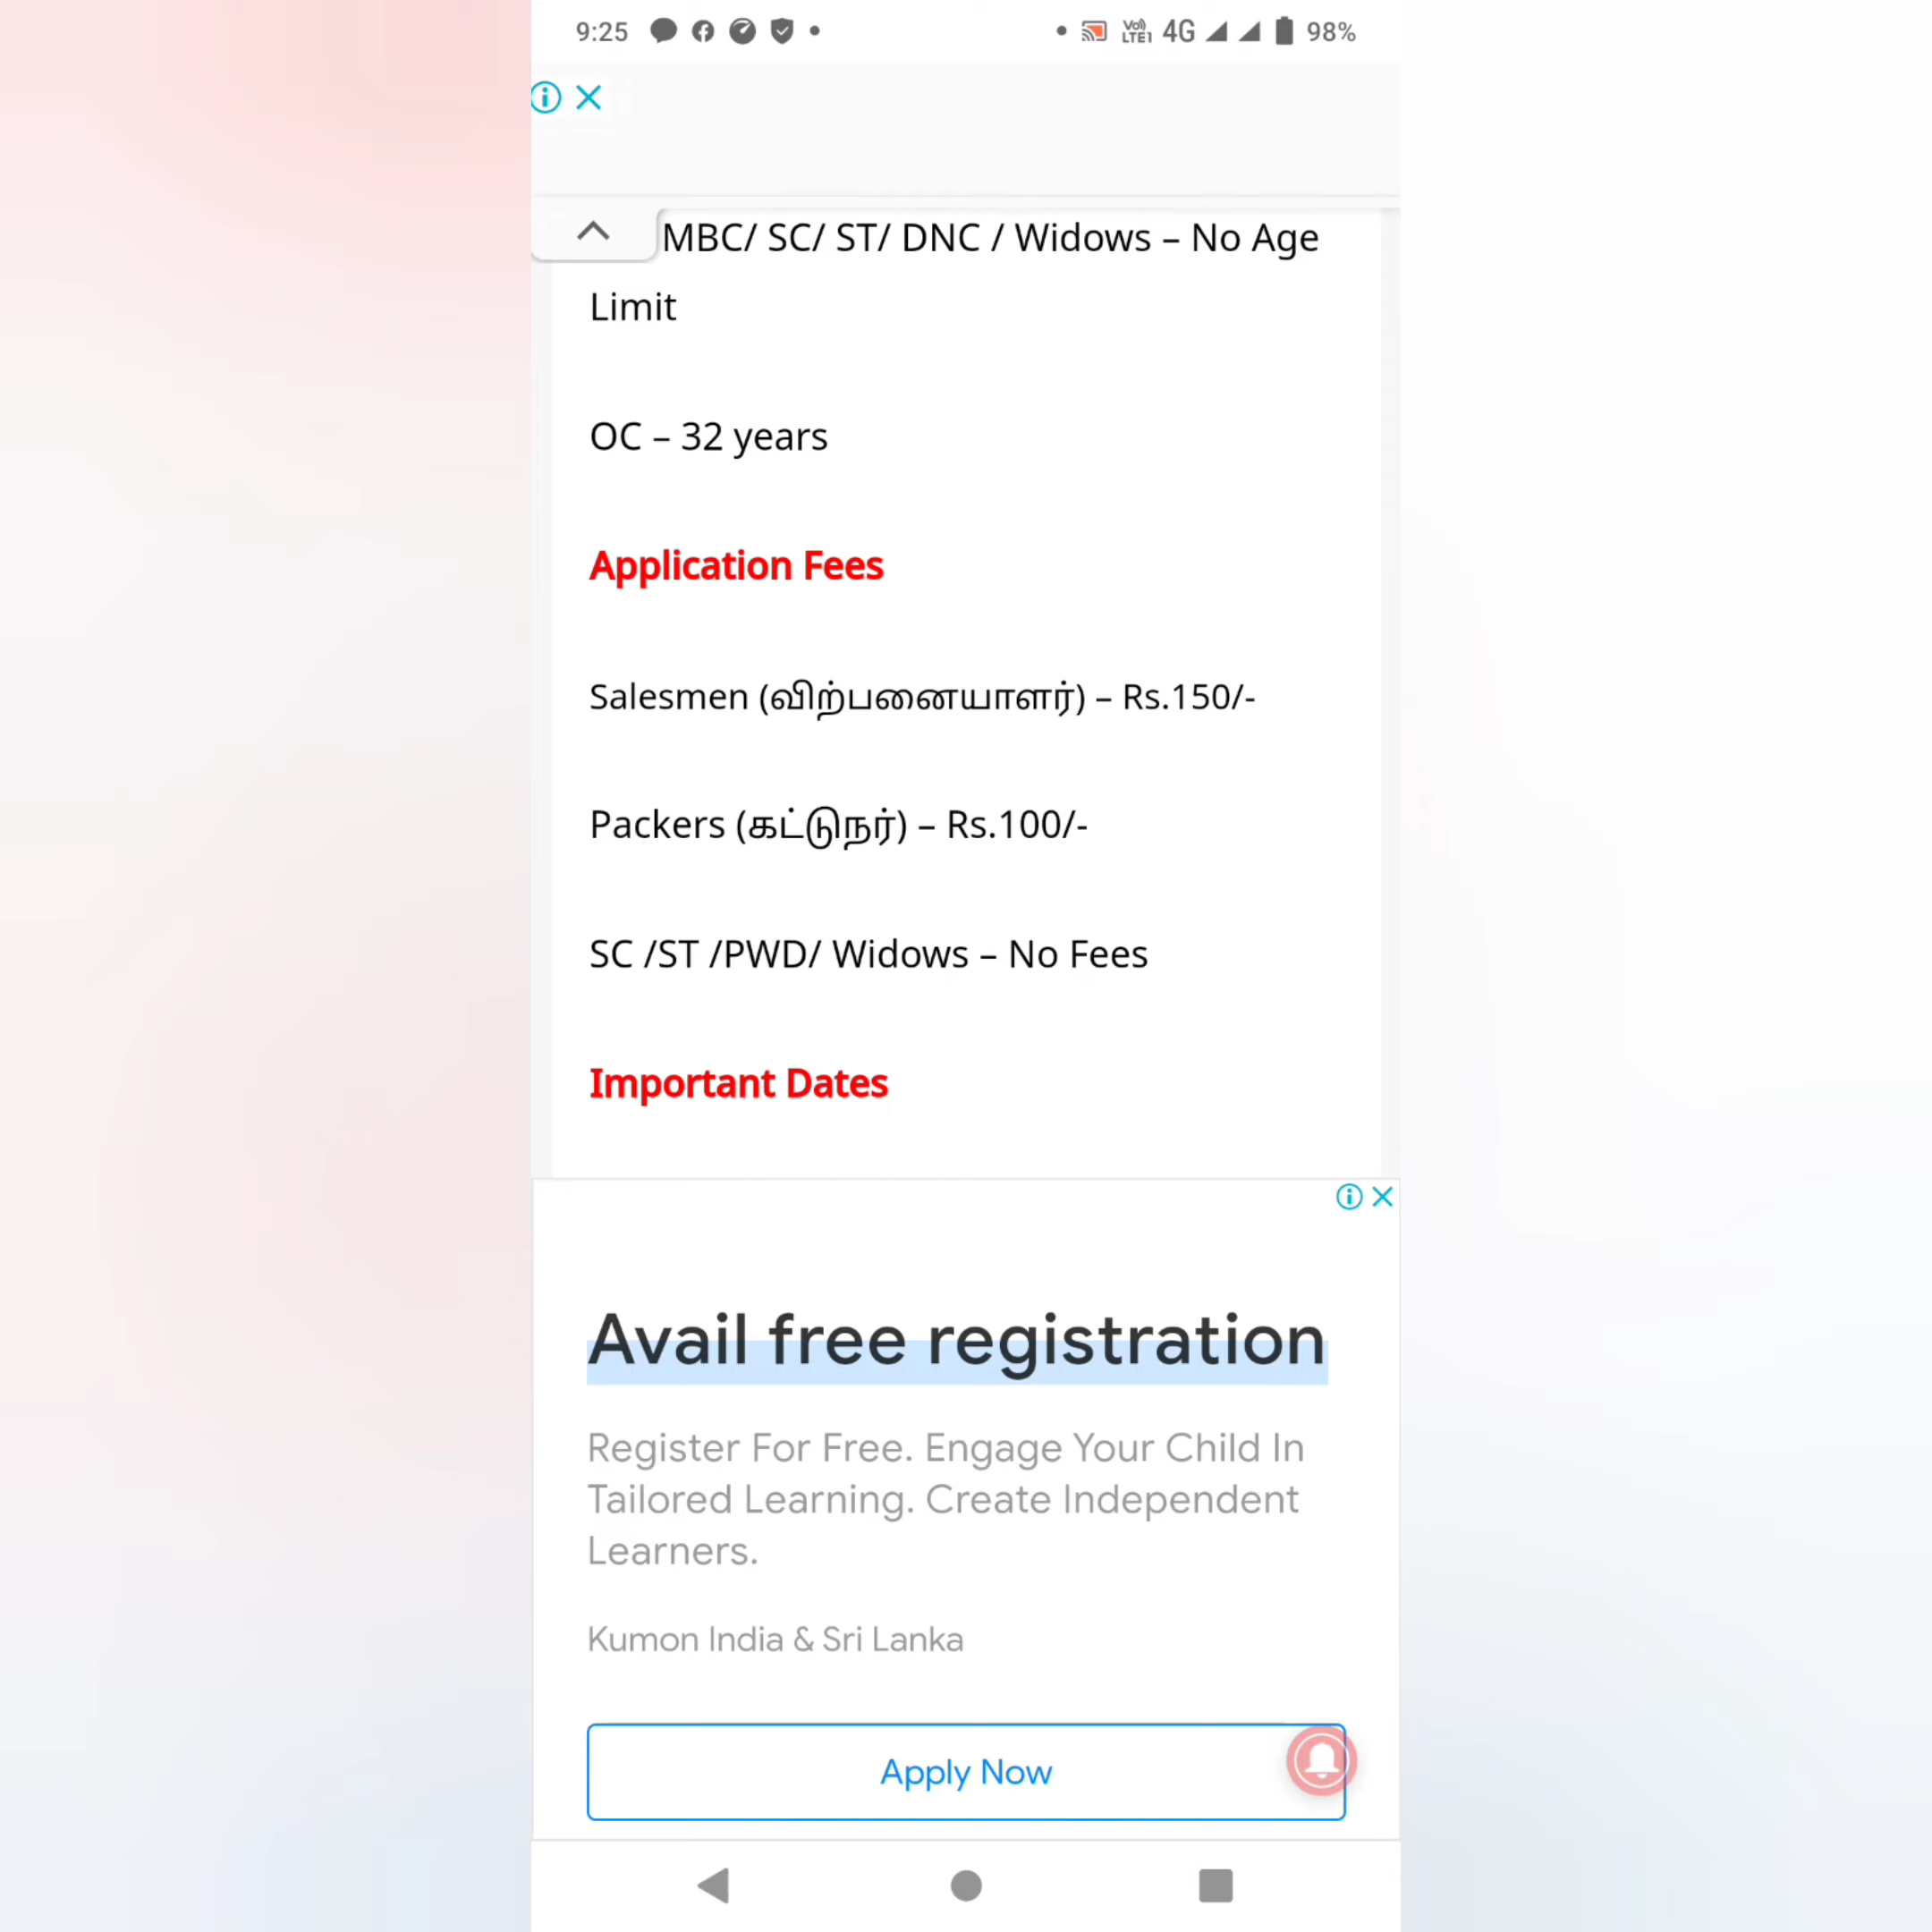 9:25
Vo) LTE1 4G 98%
MBC/ SC/ ST/ DNC / Widows – No Age
Limit
OC – 32 years
Application Fees
Salesmen (விற்பனையாளர்) – Rs.150/-
Packers (கட்டுநர்) – Rs.100/-
SC /ST /PWD/ Widows – No Fees
Important Dates
Avail free registration
Register For Free. Engage Your Child In
Tailored Learning. Create Independent
Learners.
Kumon India & Sri Lanka
Apply Now